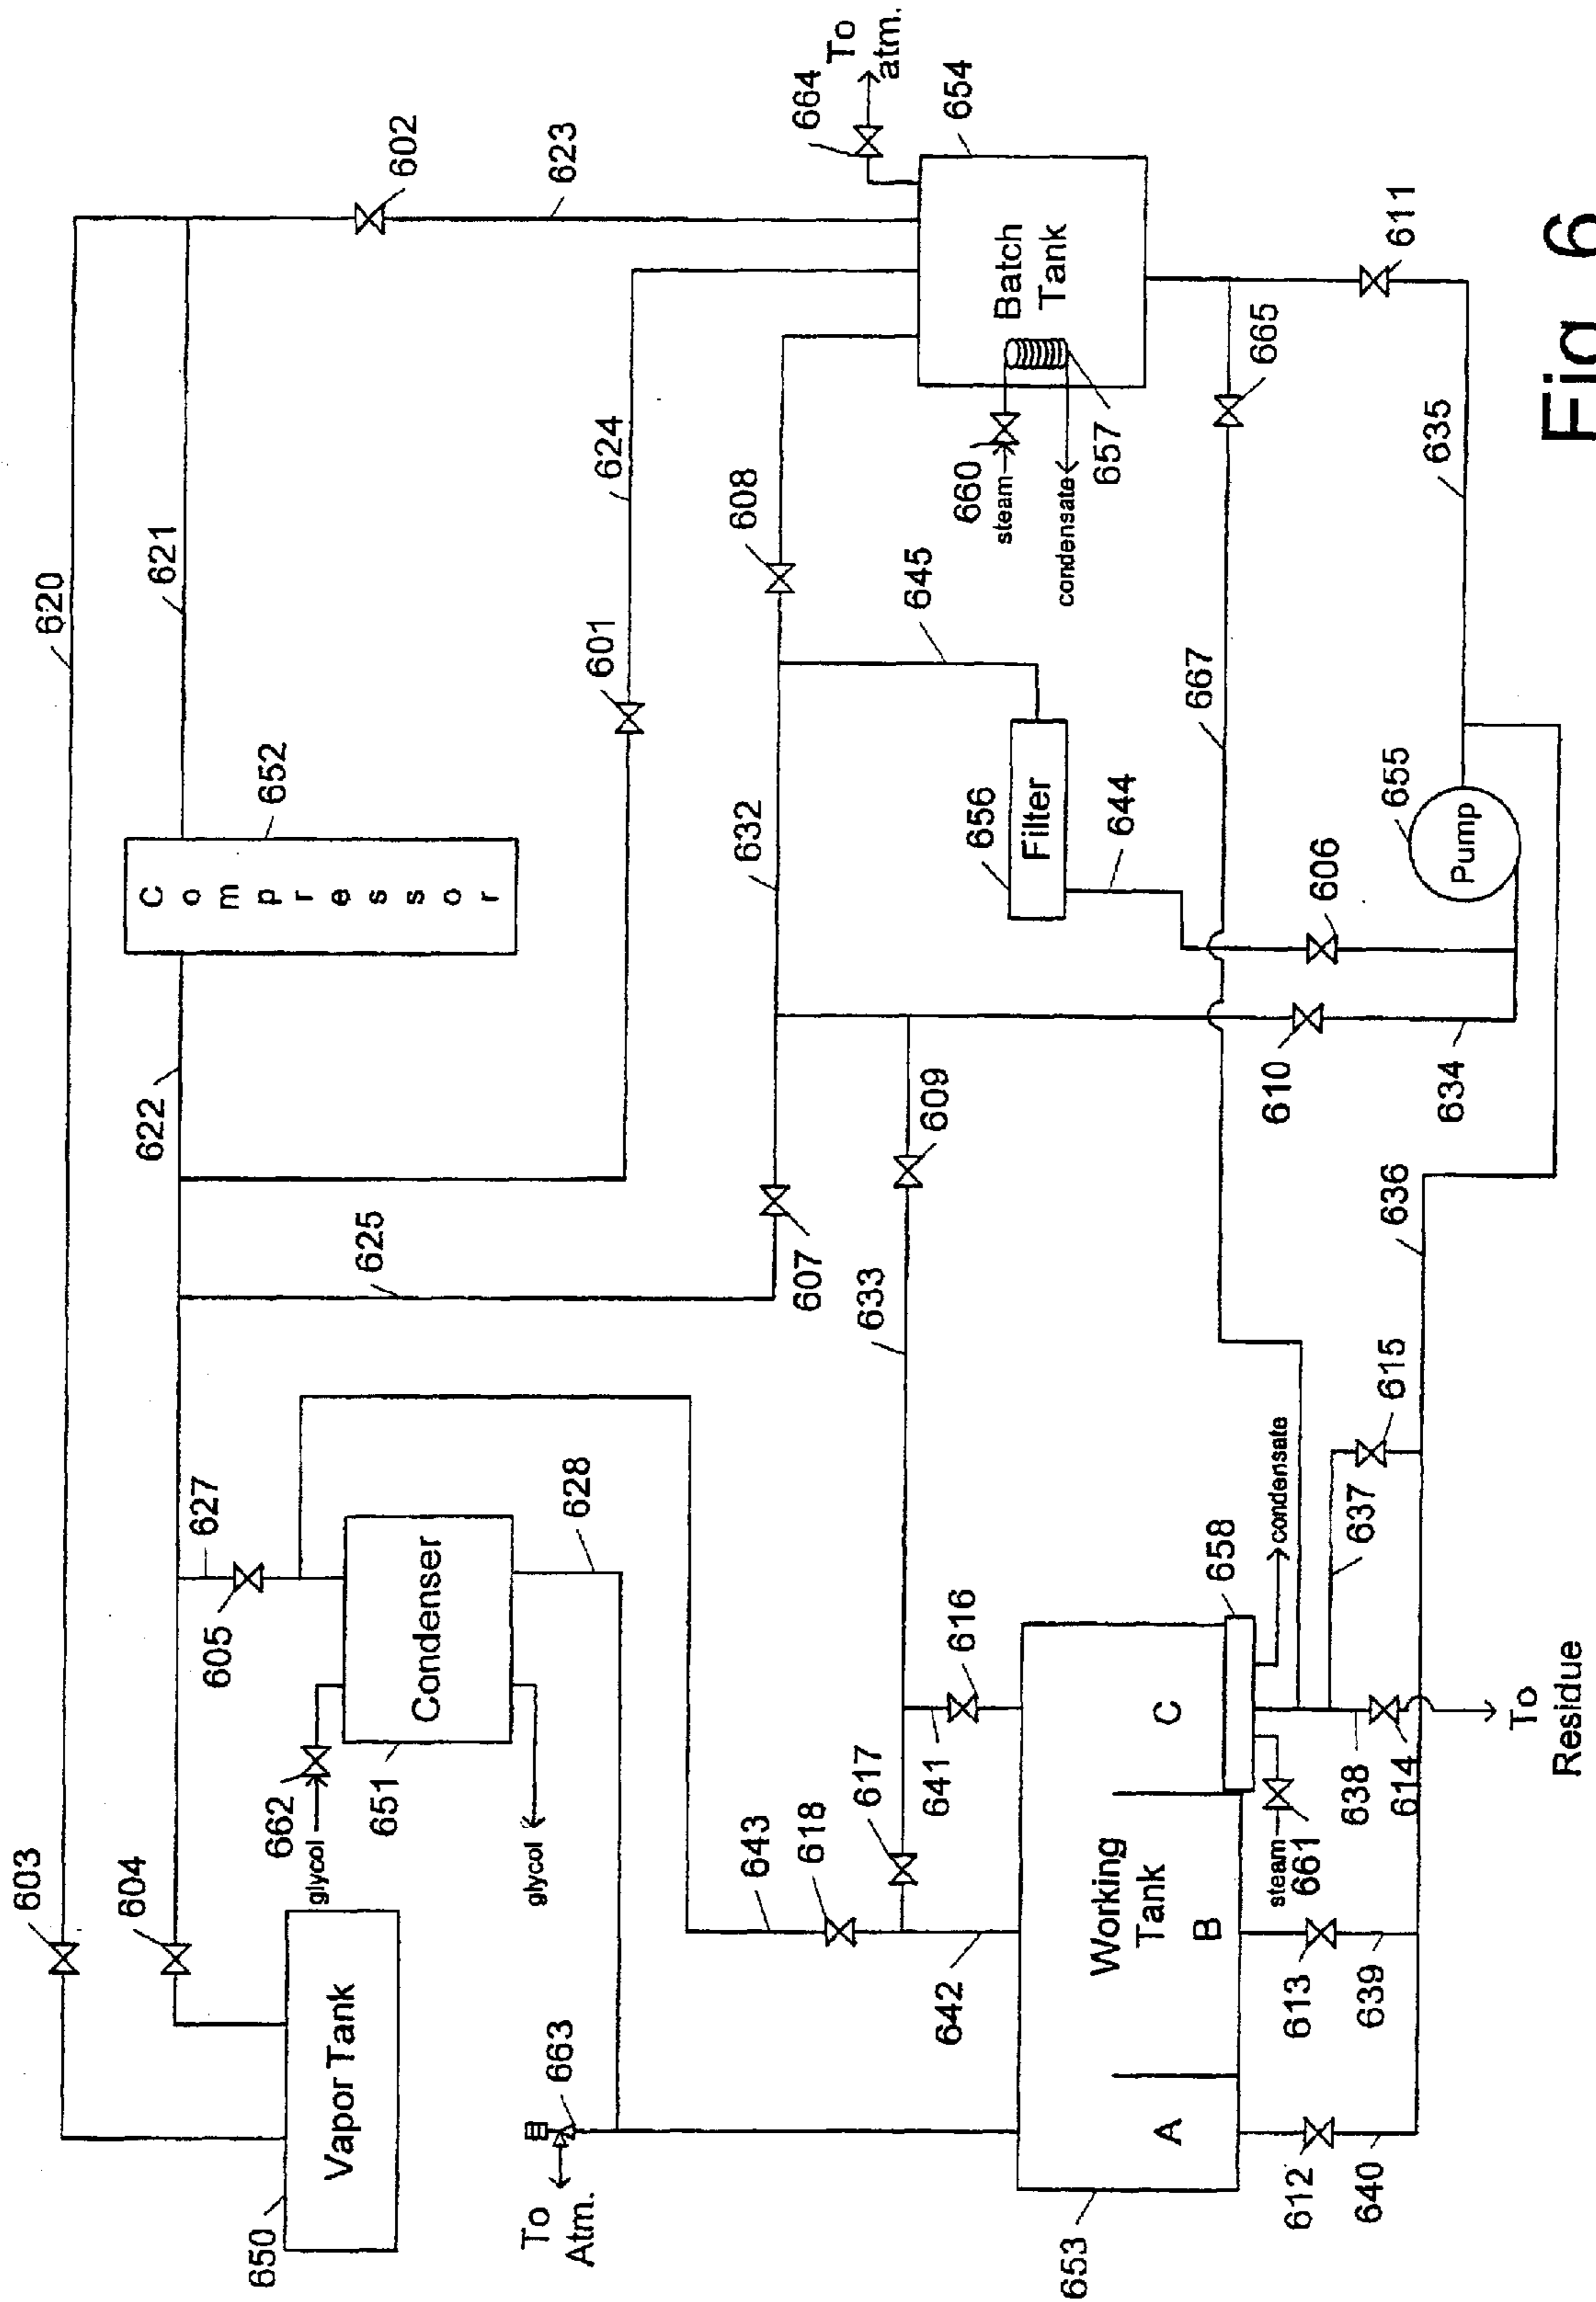 603
620
604
622
652
621
602
650
Vapor Tank
627
605
625
C
o
m
p
r
e
s
s
o
r
623
662
glycol
651
Condenser
glycol
628
601
624
To
Atm.
663
643
618
617
607
632
608
664
To
atm.
633
609
645
642
641
616
656
Filter
644
660
steam
condensate
657
Batch
Tank
654
653
Working
Tank
A
B
C
658
condensate
steam
661
667
665
610
606
612
640
613
639
638
614
637
615
636
634
655
Pump
635
611
To
Residue
Fig. 6